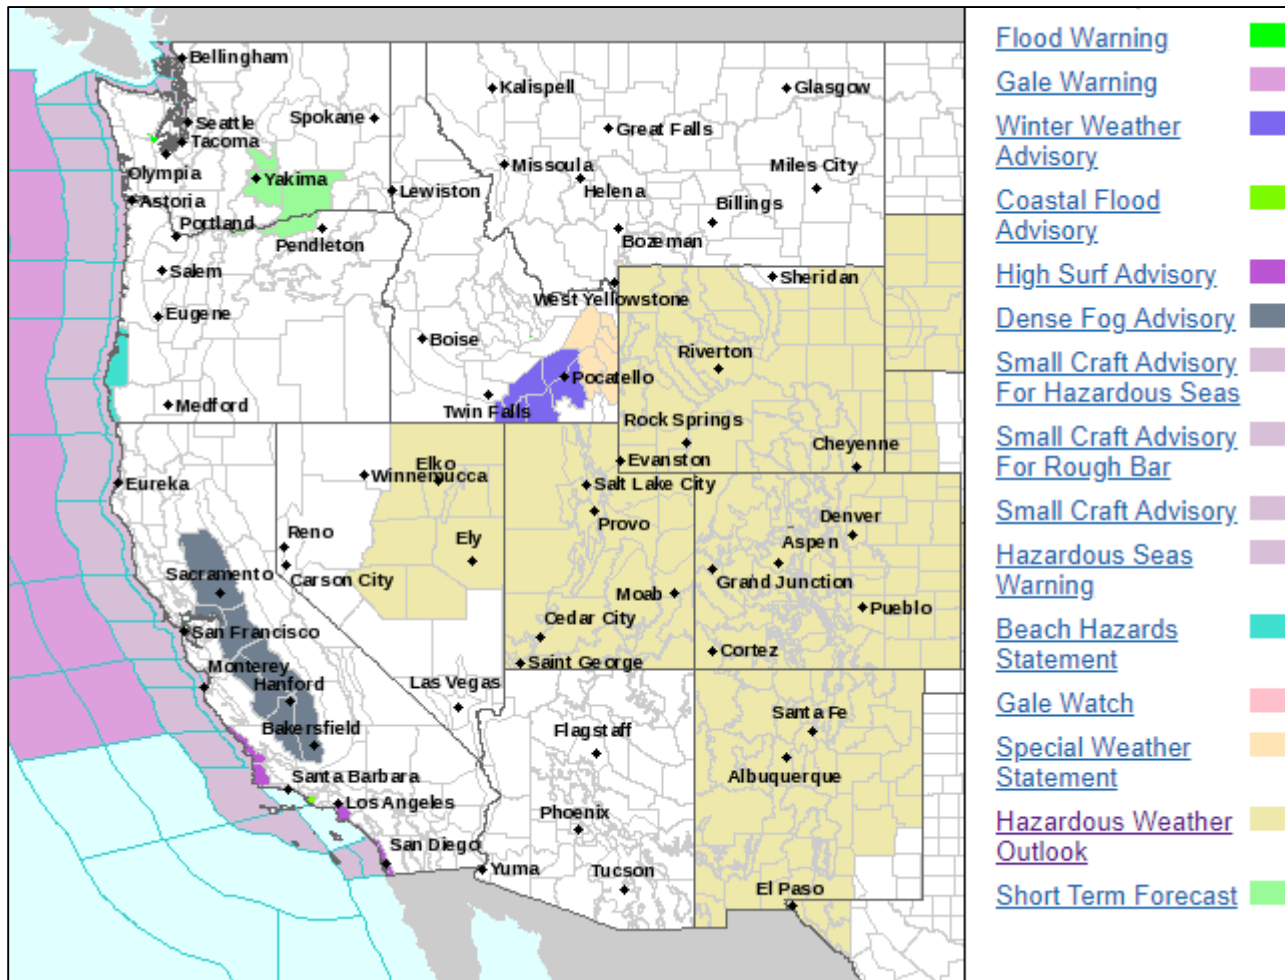 Bellingham
Kalispell
Glasgow
Spokane
Seattle
Great Falls
Tacoma
Missoula
Miles City
Olympia
Yakima
Helena
Lewiston
Astoria
Billings
Portland
Pendleton
Bozeman
Salem
Sheridan
West Yellowstone
Eugene
Boise
Riverton
Pocatello
Medford
Twin Falls
Rock Springs
Cheyenne
Elko
Evanston
Winnemucca
Eureka
Salt Lake City
Provo
Denver
Reno
Ely
Aspen
Sacramento
Carson City
Grand Junction
Moab
Pueblo
Cedar City
San Francisco
Cortez
Saint George
Monterey
Hanford
Las Vegas
Santa Fe
Bakersfield
Flagstaff
Albuquerque
Santa Barbara
Los Angeles
Phoenix
San Diego
Yuma
Tucson
El Paso
Flood Warning
Gale Warning
Winter Weather
Advisory
Coastal Flood
Advisory
High Surf Advisory
Dense Fog Advisory
Small Craft Advisory
For Hazardous Seas
Small Craft Advisory
For Rough Bar
Small Craft Advisory
Hazardous Seas
Warning
Beach Hazards
Statement
Gale Watch
Special Weather
Statement
Hazardous Weather
Outlook
Short Term Forecast